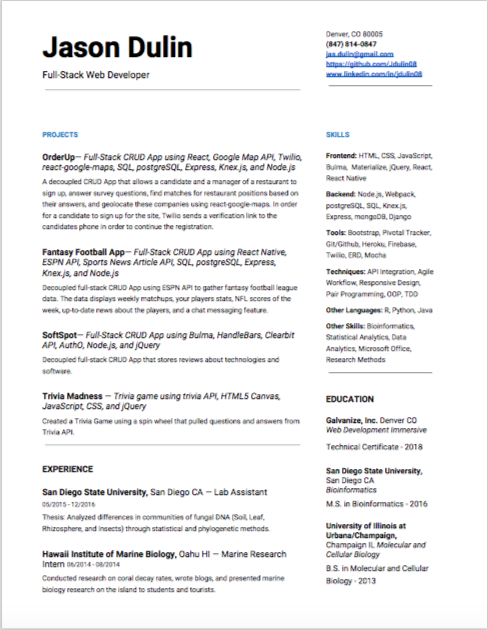 Jason Dulin
Full-Stack Web Developer
Denver, CO 80005
(847) 814-0847
jas.dulin@gmail.com
https://github.com/Jdulin08
www.linkedin.com/in/jdulin08
PROJECTS
OrderUp— Full-Stack CRUD App using React, Google Map API, Twilio,
react-google-maps, SQL, postgreSQL, Express, Knex.js, and Node.js
A decoupled CRUD App that allows a candidate and a manager of a restaurant to
sign up, answer survey questions, find matches for restaurant positions based on
their answers, and geolocate these companies using react-google-maps. In order
for a candidate to sign up for the site, Twilio sends a verification link to the
candidates phone in order to continue the registration.
Fantasy Football App— Full-Stack CRUD App using React Native,
ESPN API, Sports News Article API, SQL, postgreSQL, Express,
Knex.js, and Node.js
Decoupled full-stack CRUD App using ESPN API to gather fantasy football league
data. The data displays weekly matchups, your players stats, NFL scores of the
week, up-to-date news about the players, and a chat messaging feature.
SoftSpot— Full-Stack CRUD App using Bulma, HandleBars, Clearbit
API, AuthO, Node.js, and jQuery
Decoupled full-stack CRUD App that stores reviews about technologies and
software.
Trivia Madness — Trivia game using trivia API, HTML5 Canvas,
JavaScript, CSS, and jQuery
Created a Trivia Game using a spin wheel that pulled questions and answers from
Trivia API.
EXPERIENCE
San Diego State University, San Diego CA — Lab Assistant
05/2015 - 12/2016
Thesis: Analyzed differences in communities of fungal DNA (Soil, Leaf,
Rhizosphere, and Insects) through statistical and phylogenetic methods.
Hawaii Institute of Marine Biology, Oahu HI — Marine Research
Intern 06/2014 - 08/2014
Conducted research on coral decay rates, wrote blogs, and presented marine
biology research on the island to students and tourists.
SKILLS
Frontend: HTML, CSS, JavaScript,
Bulma, Materialize, jQuery, React,
React Native
Backend: Node.js, Webpack,
postgreSQL, SQL, Knex.js,
Express, mongoDB, Django
Tools: Bootstrap, Pivotal Tracker,
Git/Github, Heroku, Firebase,
Twilio, ERD, Mocha
Techniques: API Integration, Agile
Workflow, Responsive Design,
Pair Programming, OOP, TDD
Other Languages: R, Python, Java
Other Skills: Bioinformatics,
Statistical Analytics, Data
Analytics, Microsoft Office,
Research Methods
EDUCATION
Galvanize, Inc. Denver CO
Web Development Immersive
Technical Certificate - 2018
San Diego State University,
San Diego CA
Bioinformatics
M.S. in Bioinformatics - 2016
University of Illinois at
Urbana/Champaign,
Champaign IL Molecular and
Cellular Biology
B.S. in Molecular and Cellular
Biology - 2013